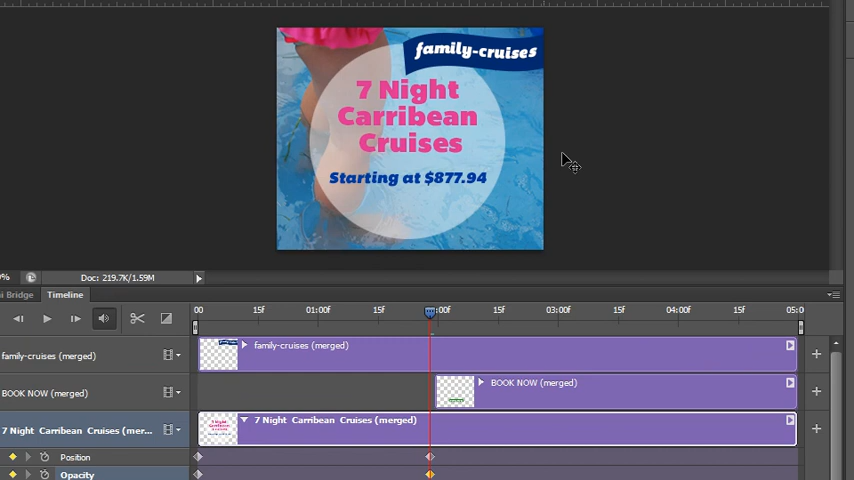 family-cruises
7 Night
Carribean
Cruises
Starting at $877.94
Doc: 219.7K/1.59M
Bridge
Timeline
00 15f 01:00f 15f :00f 15f 03:00f 15f 04:00f 15f 05:0
family-cruises (merged)
family-cruises (merged)
BOOK NOW (merged)
BOOK NOW (merged)
7 Night Carribean Cruises (mer...
7 Night Carribean Cruises (merged)
Position
Opacity